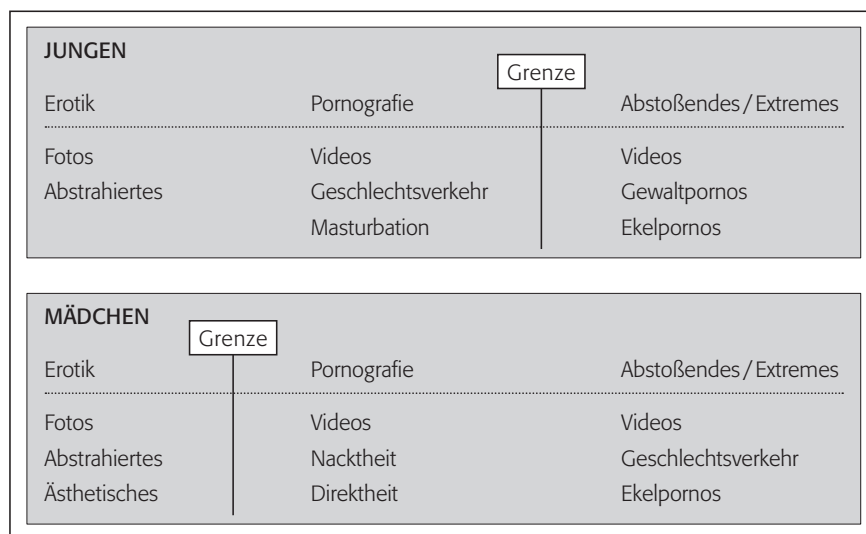 JUNGEN
Grenze
Erotik Pornografie Abstoßendes / Extremes
Fotos Videos Videos
Abstrahiertes Geschlechtsverkehr Gewaltpornos
Masturbation Ekelpornos
MÄDCHEN
Grenze
Erotik Pornografie Abstoßendes / Extremes
Fotos Videos Videos
Abstrahiertes Nacktheit Geschlechtsverkehr
Ästhetisches Direktheit Ekelpornos